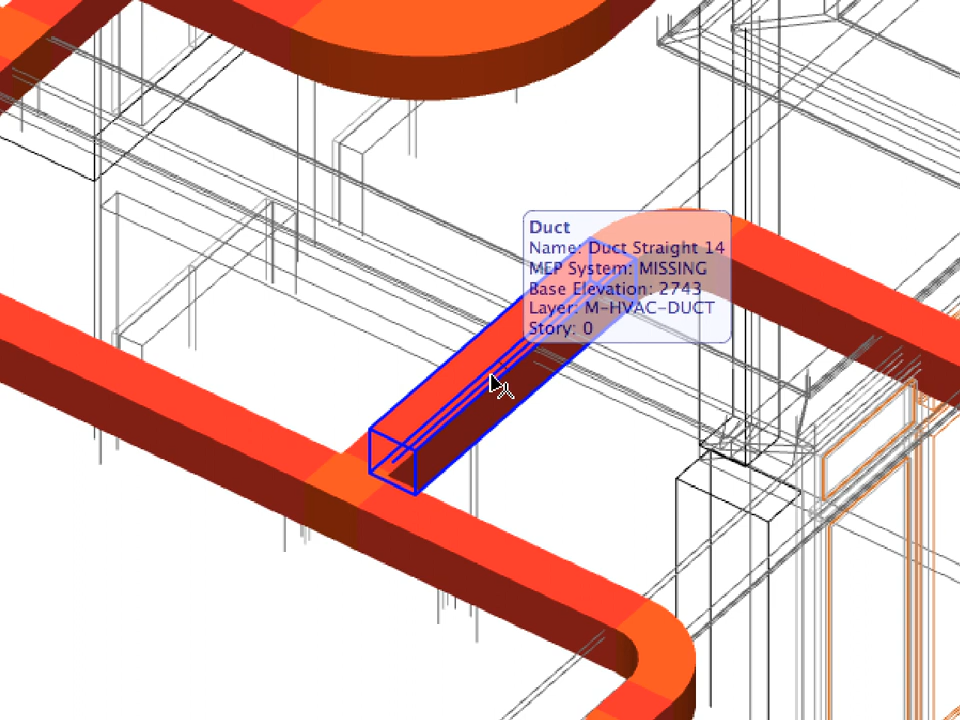 Duct
Name: Duct Straight 14
MEP System: MISSING
Base Elevation: 2743
Layer: M-HVAC-DUCT
Story: 0